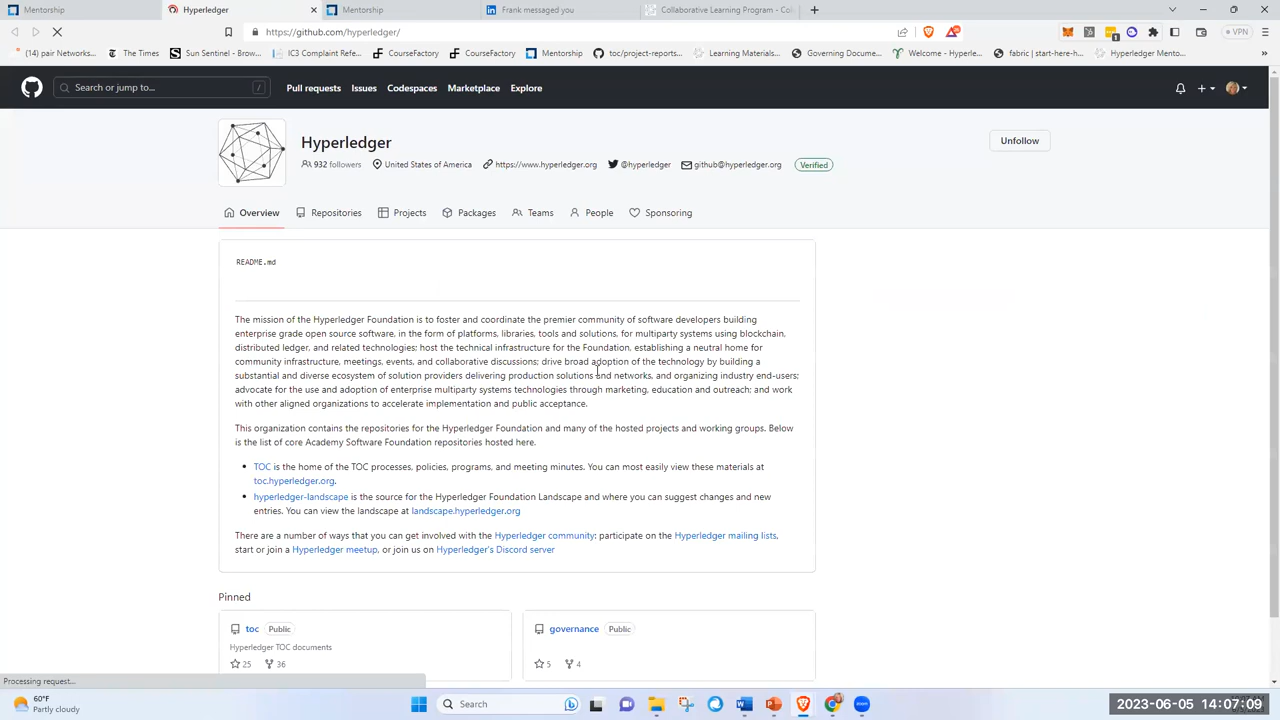 Mentorship
Hyperledger
Mentorship
Frank messaged you
Collaborative Learning Program - Col
https://github.com/hyperledger/
VPN
(14) pair Networks...
The Times
Sun Sentinel - Brow...
IC3 Complaint Refe...
CourseFactory
CourseFactory
Mentorship
toc/project-reports...
Learning Materials...
Governing Docume...
Welcome - Hyperle...
fabric | start-here-h...
Hyperledger Mento...
Search or jump to...
/
Pull requests
Issues
Codespaces
Marketplace
Explore
Hyperledger
932 followers
United States of America
https://www.hyperledger.org
@hyperledger
github@hyperledger.org
Verified
Unfollow
Overview
Repositories
Projects
Packages
Teams
People
Sponsoring
README.md
The mission of the Hyperledger Foundation is to foster and coordinate the premier community of software developers building
enterprise grade open source software, in the form of platforms, libraries, tools and solutions, for multiparty systems using blockchain,
distributed ledger, and related technologies; host the technical infrastructure for the Foundation, establishing a neutral home for
community infrastructure, meetings, events, and collaborative discussions; drive broad adoption of the technology by building a
substantial and diverse ecosystem of solution providers delivering production solutions and networks, and organizing industry end-users;
advocate for the use and adoption of enterprise multiparty systems technologies through marketing, education and outreach; and work
with other aligned organizations to accelerate implementation and public acceptance.
This organization contains the repositories for the Hyperledger Foundation and many of the hosted projects and working groups. Below
is the list of core Academy Software Foundation repositories hosted here.
TOC is the home of the TOC processes, policies, programs, and meeting minutes. You can most easily view these materials at
toc.hyperledger.org.
hyperledger-landscape is the source for the Hyperledger Foundation Landscape and where you can suggest changes and new
entries. You can view the landscape at landscape.hyperledger.org
There are a number of ways that you can get involved with the Hyperledger community: participate on the Hyperledger mailing lists,
start or join a Hyperledger meetup, or join us on Hyperledger's Discord server
Pinned
toc
Public
Hyperledger TOC documents
25
36
governance
Public
5
4
Processing request...
60°F
Partly cloudy
Search
2023-06-05 14:07:09